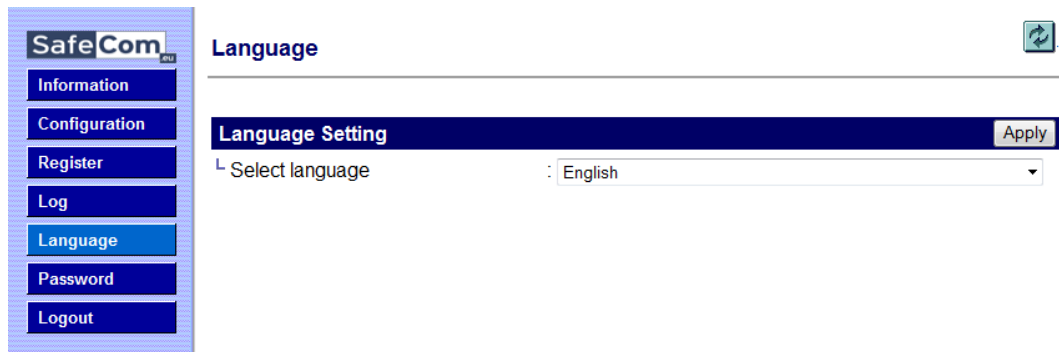 SafeCom
.eu
Information
Configuration
Register
Log
Language
Password
Logout
Language
Language Setting
Apply
Select language : English